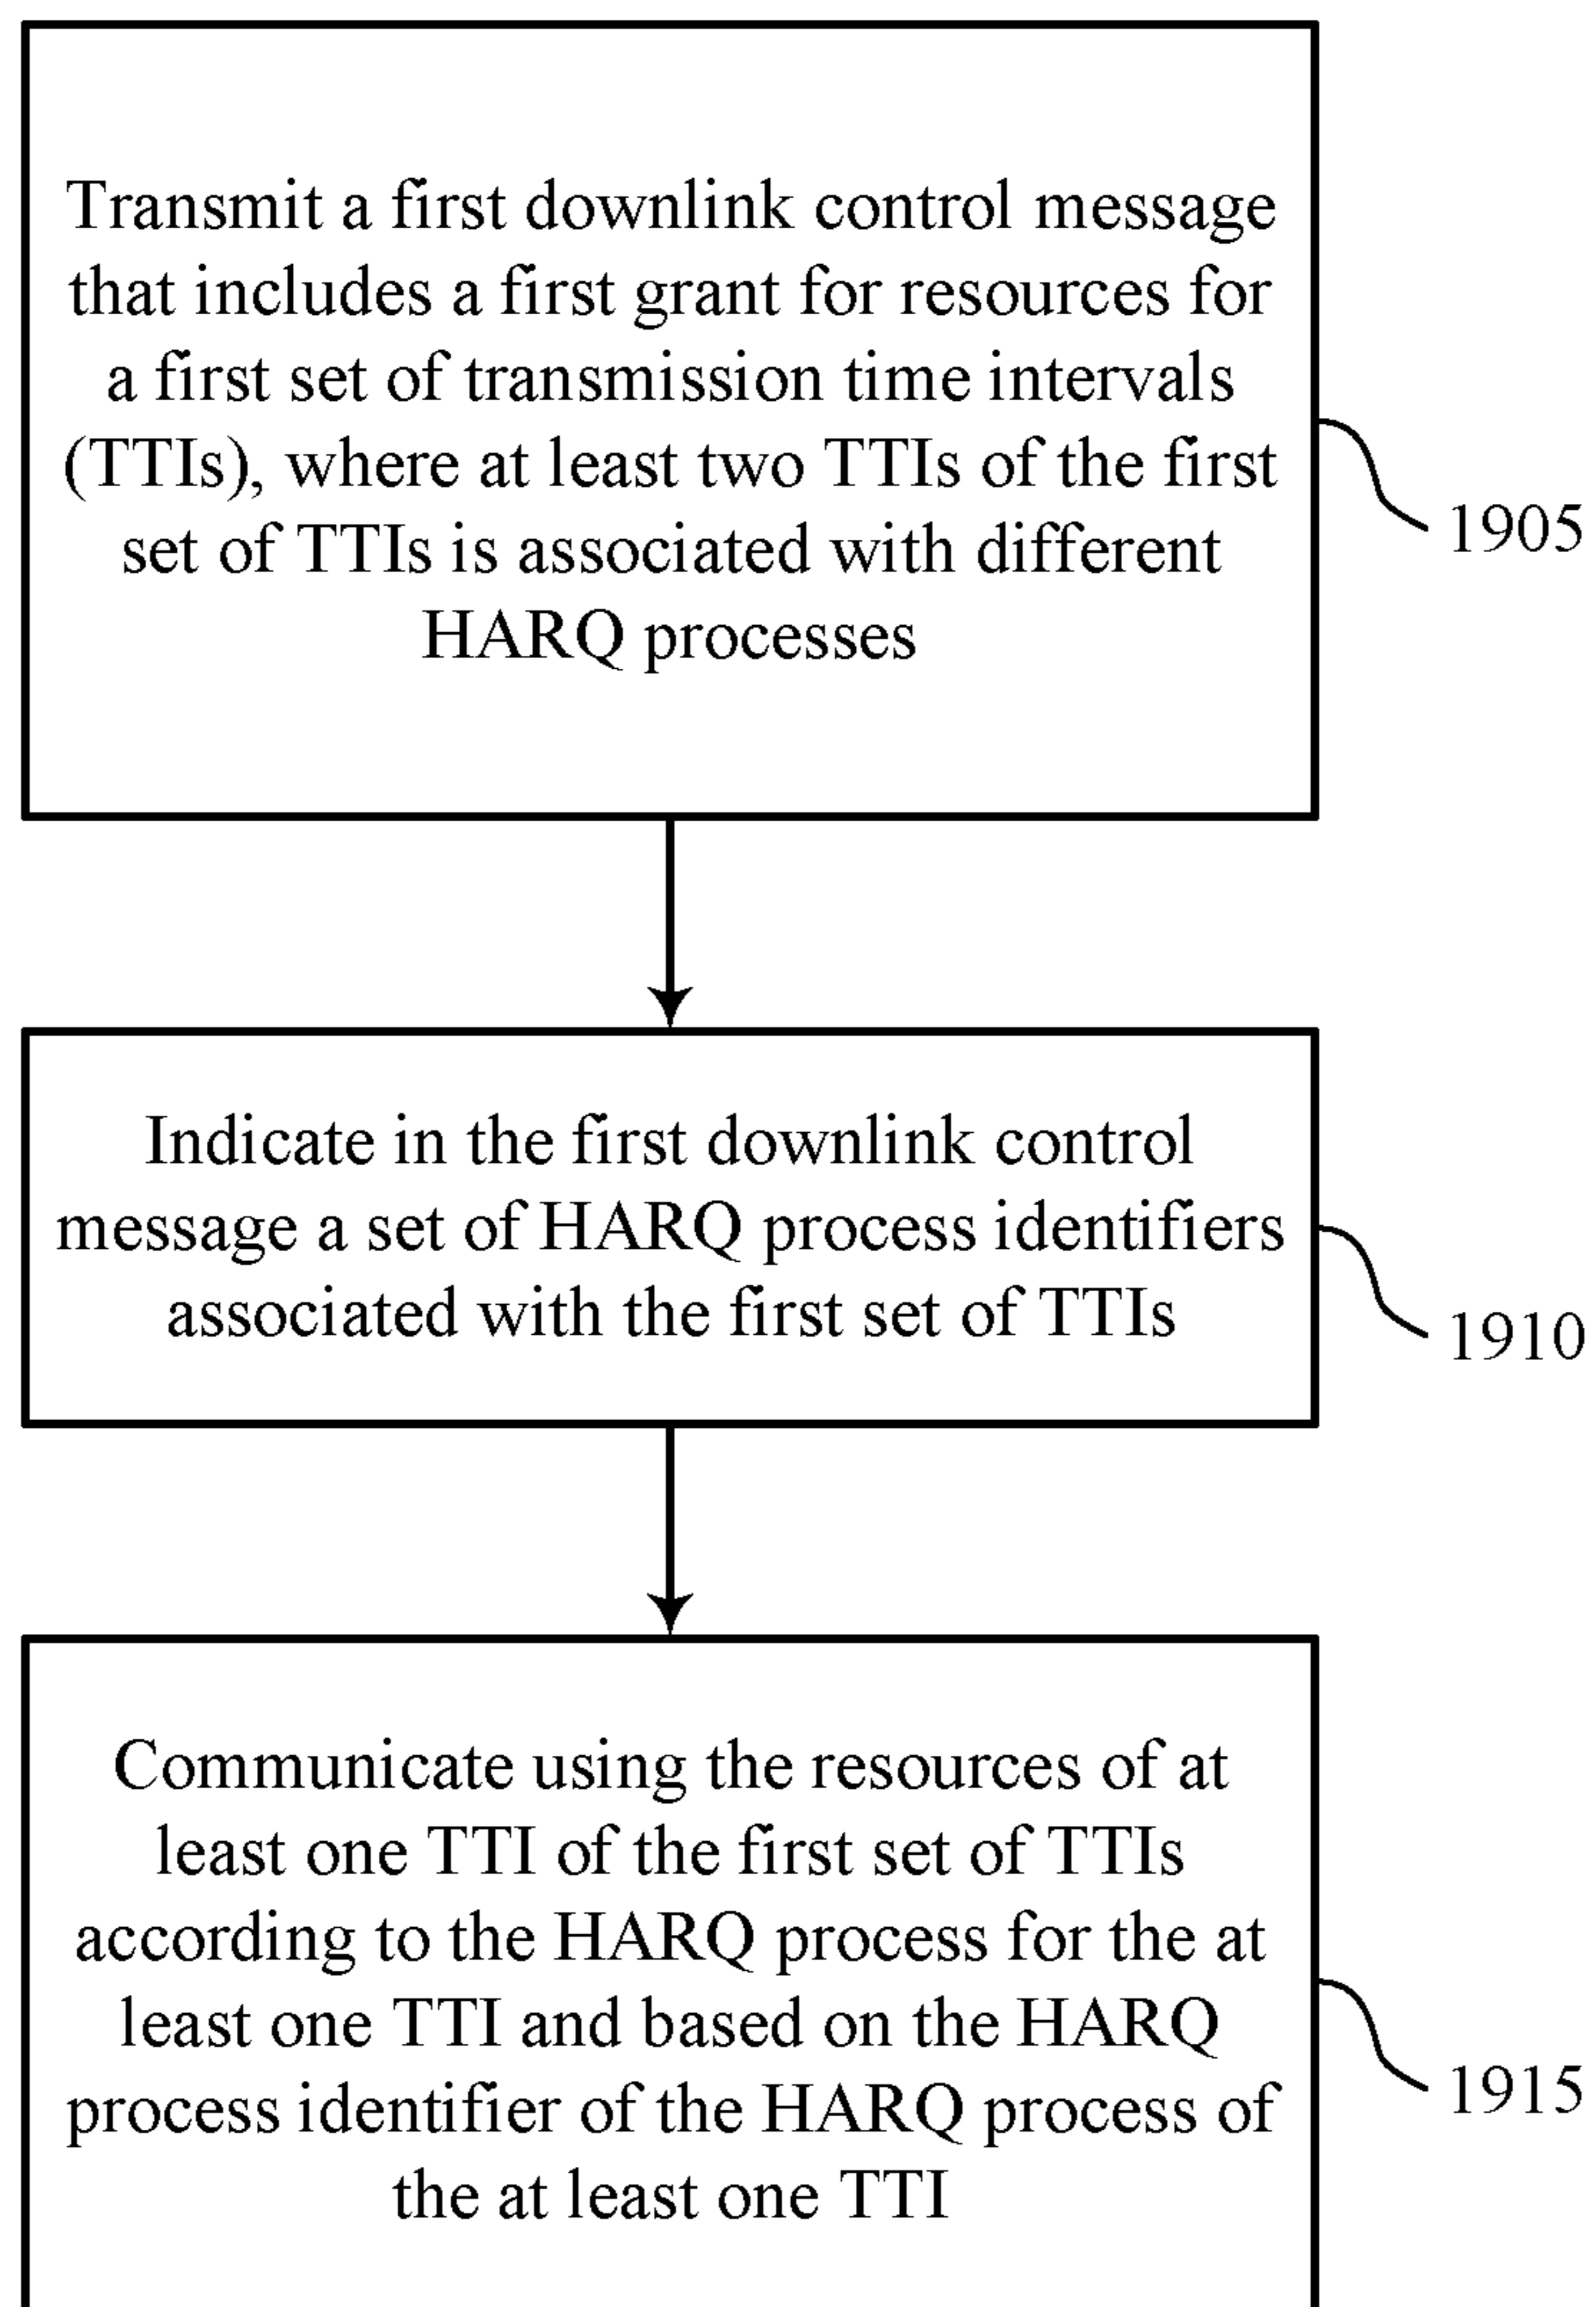 Transmit a first downlink control message
that includes a first grant for resources for
a first set of transmission time intervals
(TTIs), where at least two TTIs of the first
set of TTIs is associated with different
HARQ processes
1905
Indicate in the first downlink control
message a set of HARQ process identifiers
associated with the first set of TTIs
1910
Communicate using the resources of at
least one TTI of the first set of TTIs
according to the HARQ process for the at
least one TTI and based on the HARQ
process identifier of the HARQ process of
the at least one TTI
1915